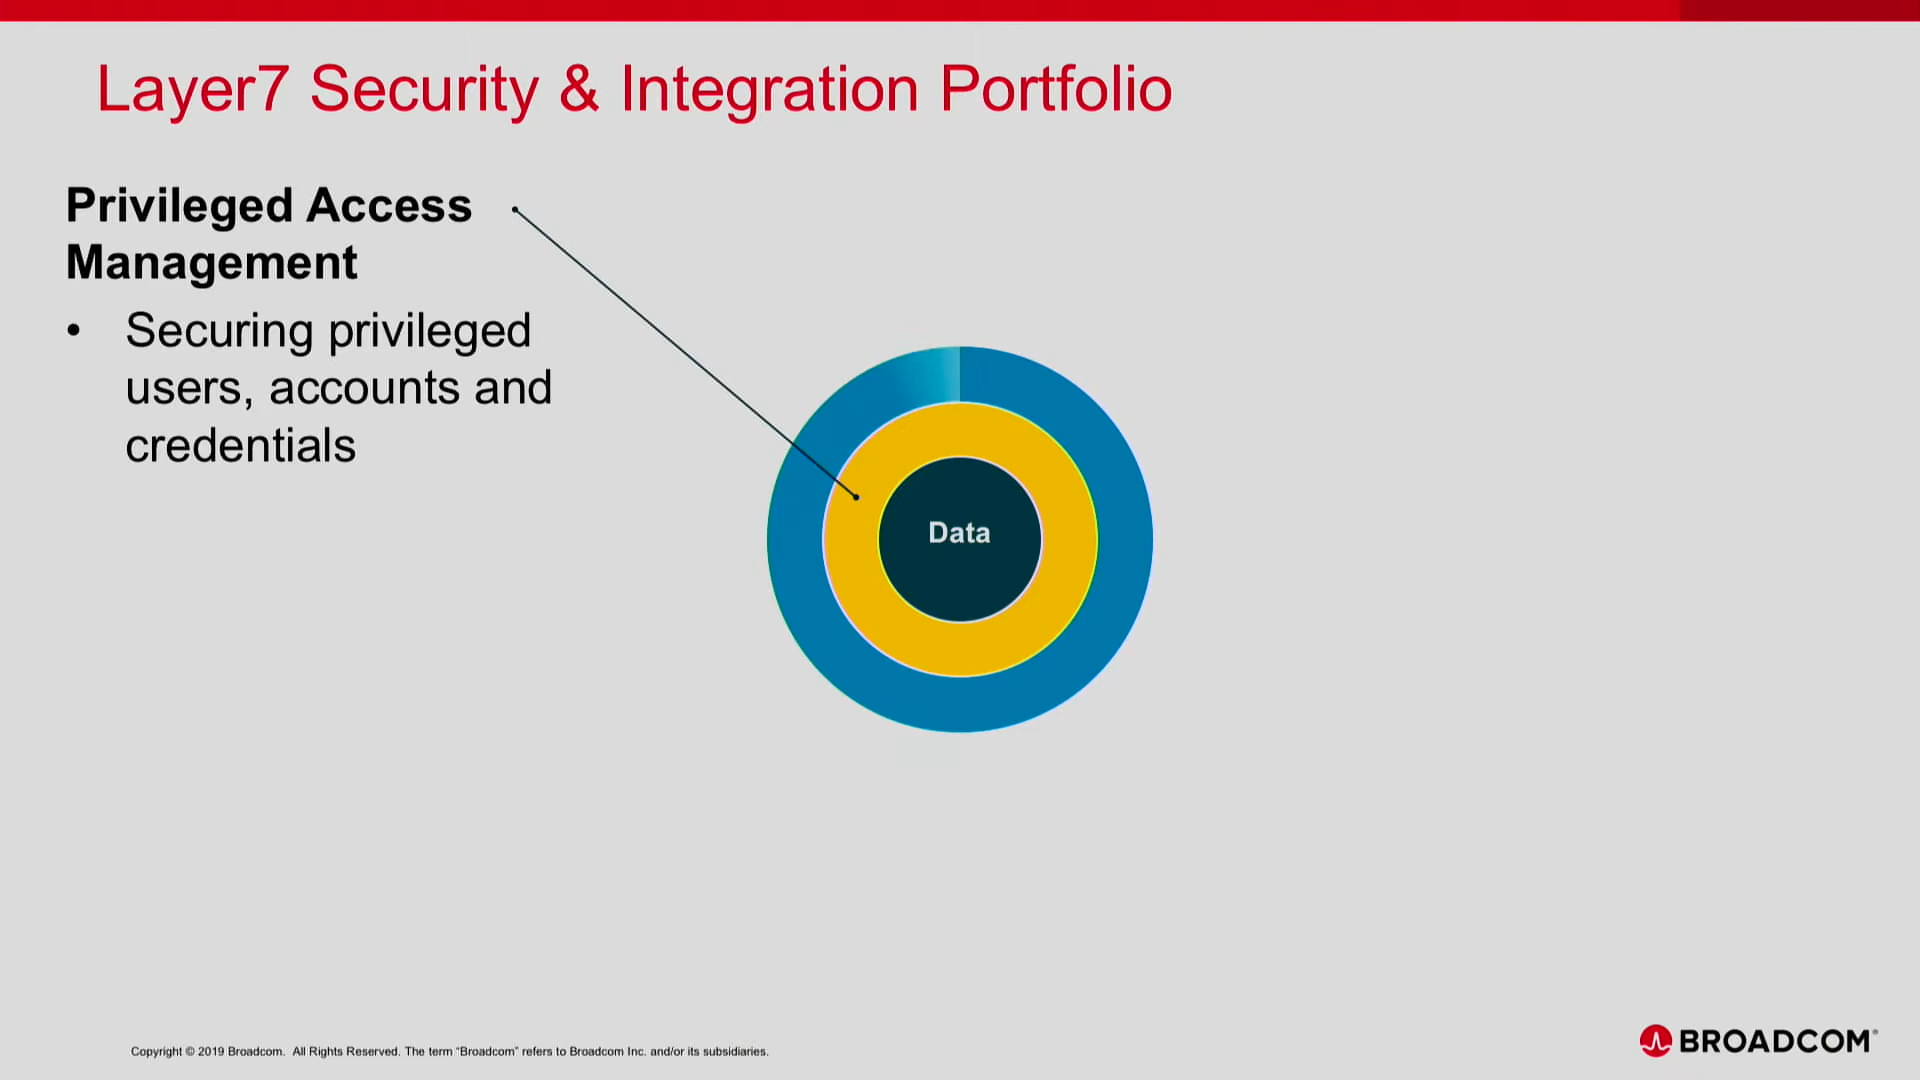 Layer7 Security & Integration Portfolio
Privileged Access
Management
• Securing privileged
users, accounts and
credentials
Data
Copyright © 2019 Broadcom. All Rights Reserved. The term “Broadcom” refers to Broadcom Inc. and/or its subsidiaries.
BROADCOM®